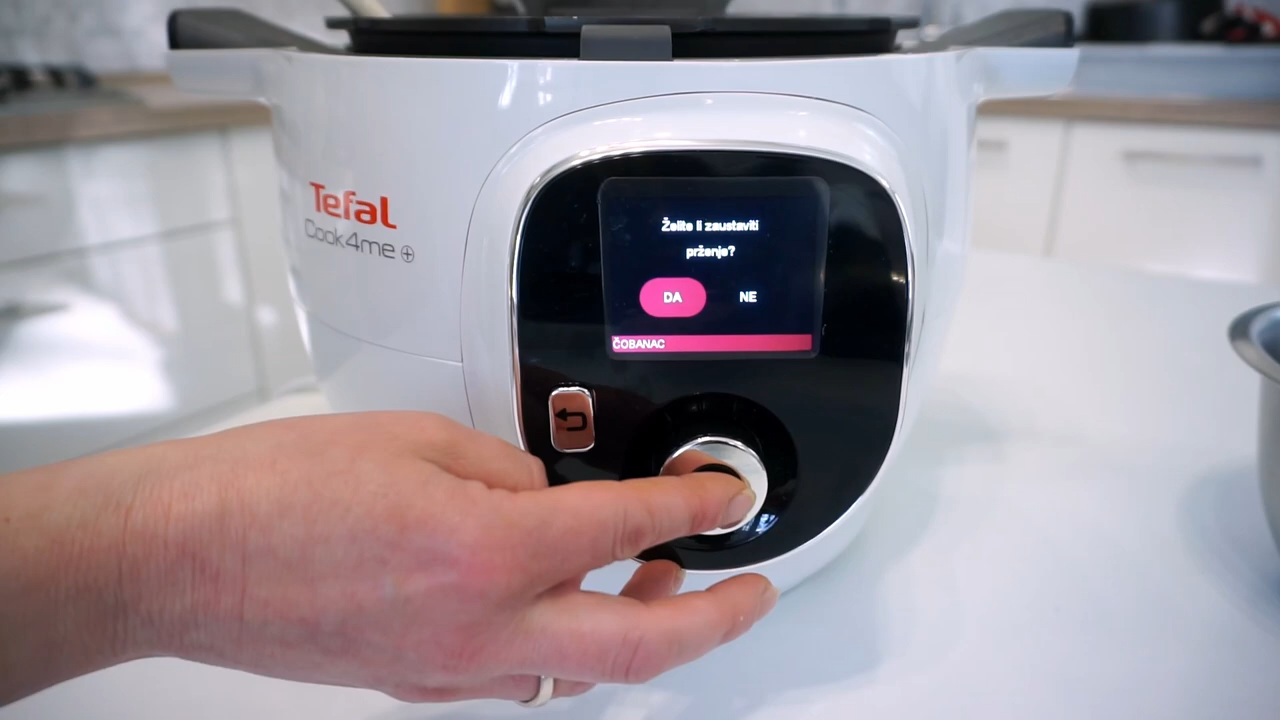 Tefal
Cook4me +
Želite li zaustaviti
prženje?
DA NE
ČOBANAC